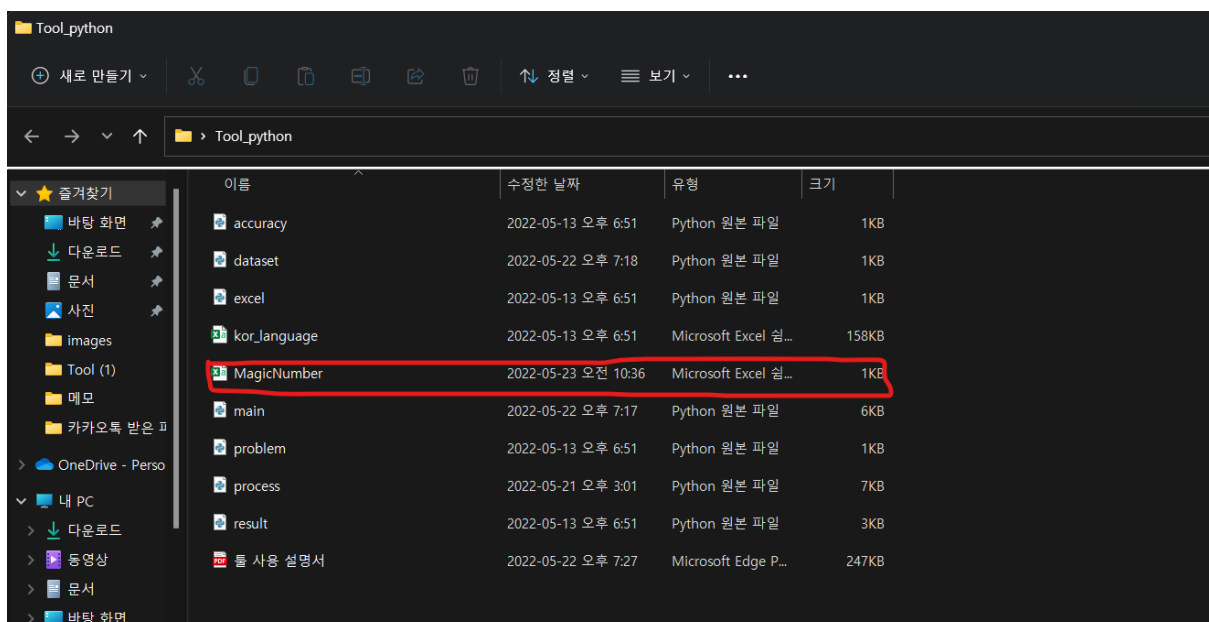 Tool_python
새로 만들기 정렬 보기 ...
> Tool_python
이름 수정한 날짜 유형 크기
즐겨찾기
바탕 화면
다운로드
문서
사진
images
Tool (1)
메모
카카오톡 받은
OneDrive - Perso
내 PC
다운로드
동영상
문서
바탕 화면
accuracy 2022-05-13 오후 6:51 Python 원본 파일 1KB
dataset 2022-05-22 오후 7:18 Python 원본 파일 1KB
excel 2022-05-13 오후 6:51 Python 원본 파일 1KB
kor_language 2022-05-13 오후 6:51 Microsoft Excel 쉼... 158KB
MagicNumber 2022-05-23 오전 10:36 Microsoft Excel 쉼... 1KB
main 2022-05-22 오후 7:17 Python 원본 파일 6KB
problem 2022-05-13 오후 6:51 Python 원본 파일 1KB
process 2022-05-21 오후 3:01 Python 원본 파일 7KB
result 2022-05-13 오후 6:51 Python 원본 파일 3KB
툴 사용 설명서 2022-05-22 오후 7:27 Microsoft Edge P... 247KB